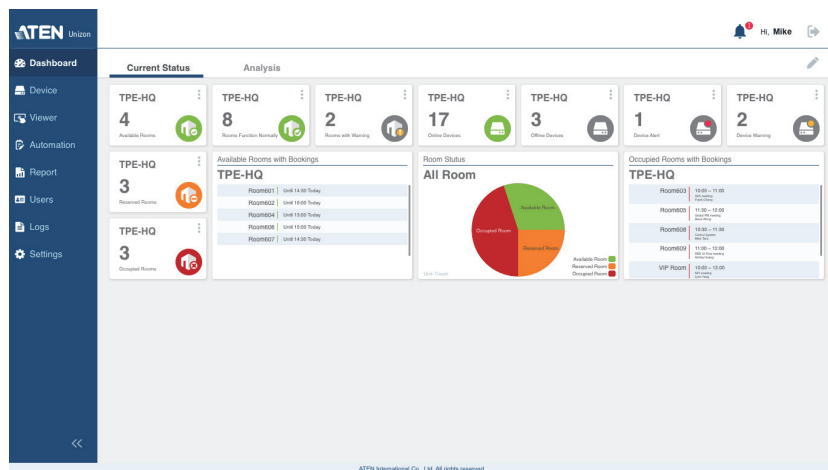 ATEN Unizon
1
Hi, Mike
Dashboard
Device
Viewer
Automation
Report
Users
Logs
Settings
Current Status
Analysis
TPE-HQ
4
Available Rooms
TPE-HQ
8
Rooms Function Normally
TPE-HQ
2
Rooms with Warning
TPE-HQ
17
Online Devices
TPE-HQ
3
Offline Devices
TPE-HQ
1
Device Alert
TPE-HQ
2
Device Warning
TPE-HQ
3
Reserved Rooms
TPE-HQ
3
Occupied Rooms
Available Rooms with Bookings
TPE-HQ
Room601 Until 14:30 Today
Room602 Until 16:00 Today
Room604 Until 13:00 Today
Room606 Until 10:00 Today
Room607 Until 14:30 Today
Room Status
All Room
Available Room
Occupied Room
Reserved Room
Available Room
Reserved Room
Occupied Room
Occupied Rooms with Bookings
TPE-HQ
Room603 10:00 – 11:00
Room605 11:30 – 12:00
Room608 10:30 – 11:30
Room609 11:00 – 12:00
VIP Room 10:00 – 12:00
ATEN International Co., Ltd. All rights reserved.